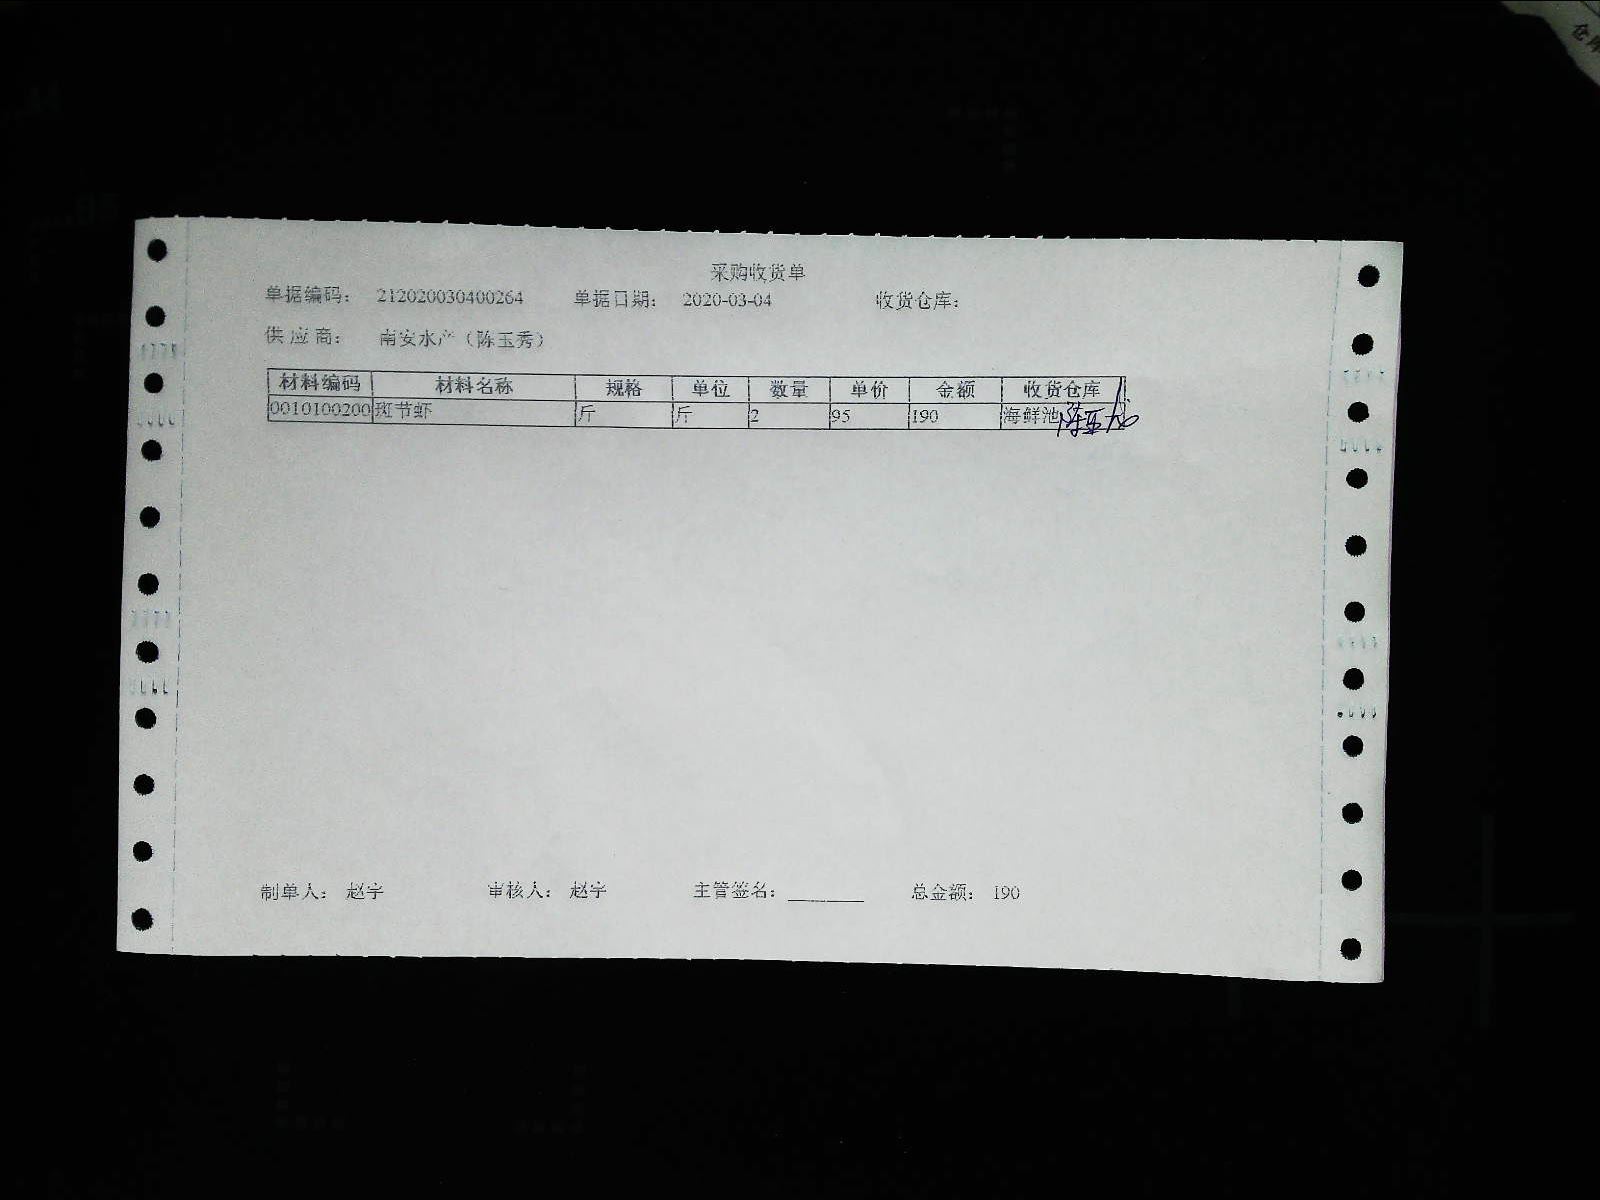 仓库
采购收货单
单据编码: 212020030400264 单据日期: 2020-03-04 收货仓库:
供应商: 南安水产（陈玉秀）
材料编码 材料名称 规格 单位 数量 单价 金额 收货仓库
0010100200 斑节虾 斤 斤 2 95 190 海鲜池
制单人: 赵宇 审核人: 赵宇 主管签名: ________ 总金额: 190